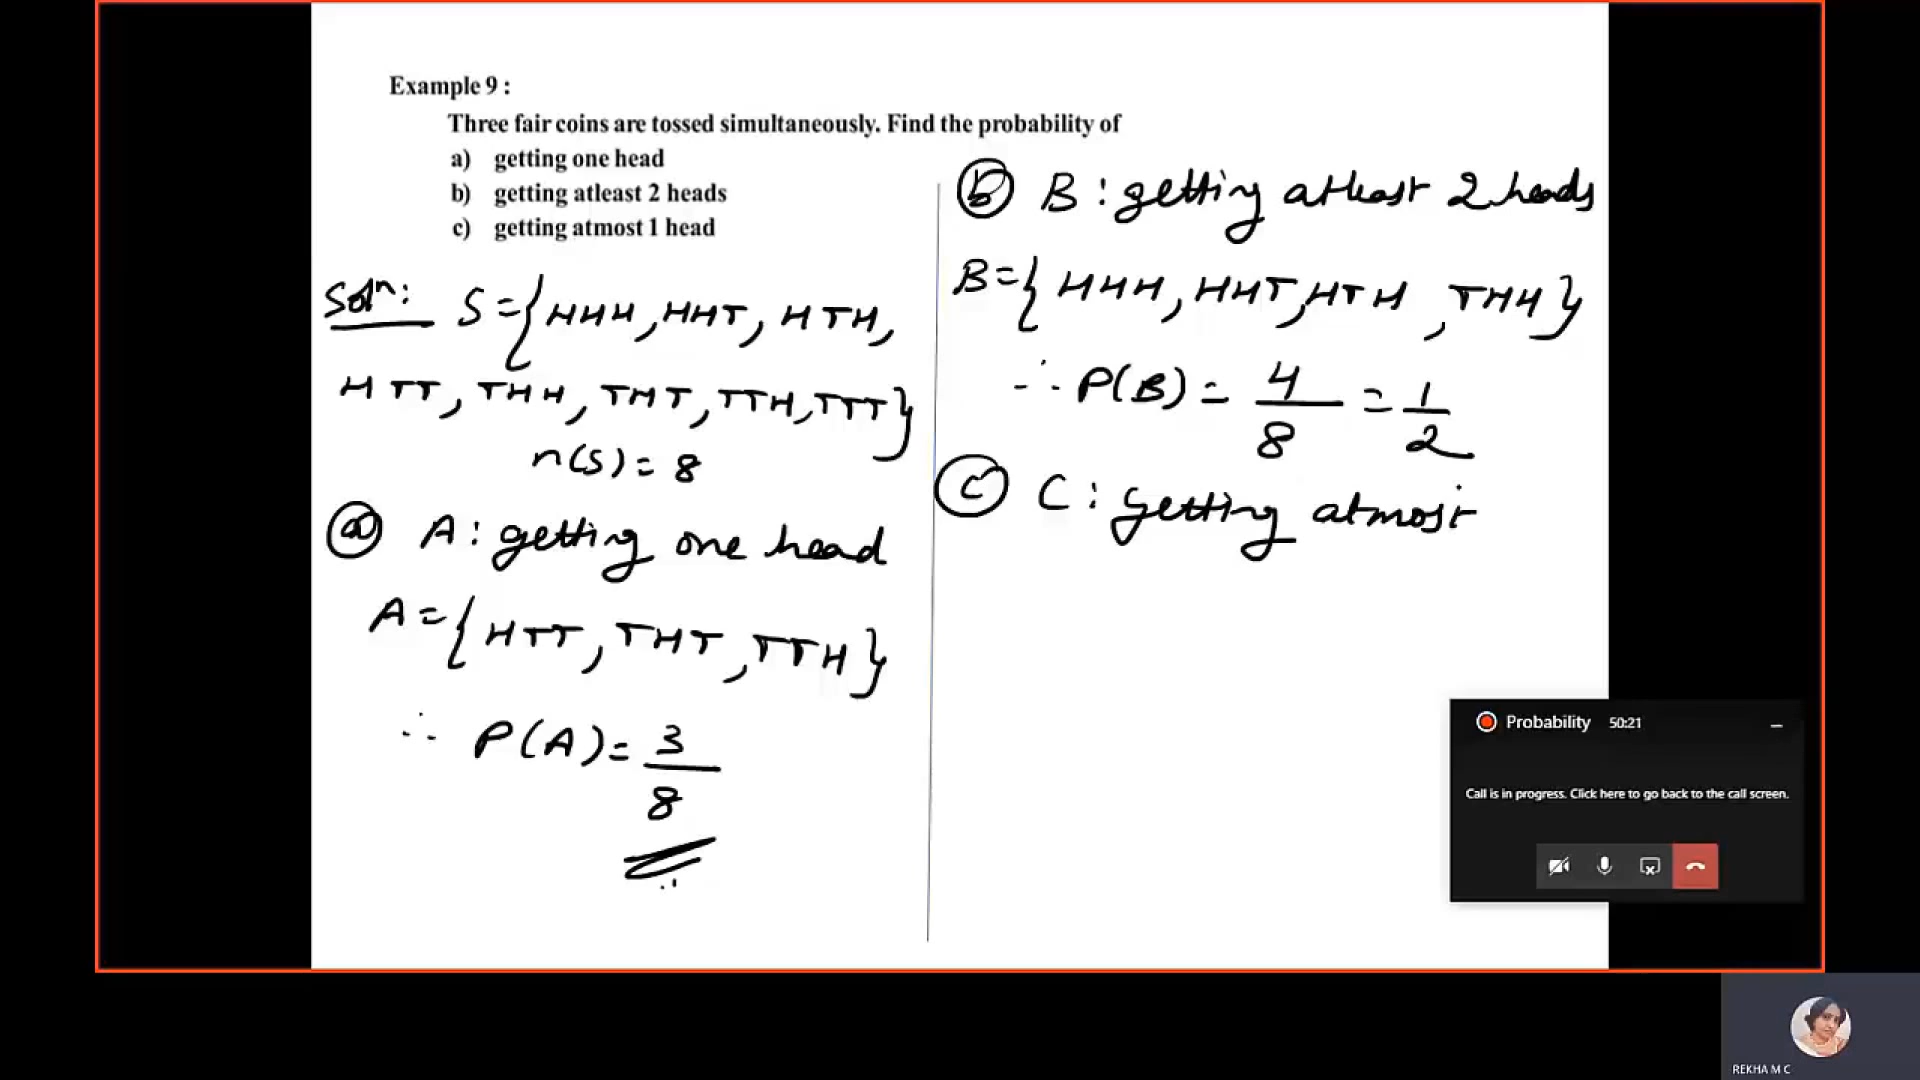 Example 9 :
Three fair coins are tossed simultaneously. Find the probability of
a) getting one head
b) getting atleast 2 heads
c) getting atmost 1 head
Soln: S = { HHH, HHT, HTH,
HTT, THH, THT, TTH, TTT }
n(S) = 8
(a) A : getting one head
A = { HTT, THT, TTH }
∴ P(A) = 3/8
(b) B : getting atleast 2 heads
B = { HHH, HHT, HTH, THH }
∴ P(B) = 4/8 = 1/2
(c) C : getting atmost
Probability 50:21
Call is in progress. Click here to go back to the call screen.
REKHA M C